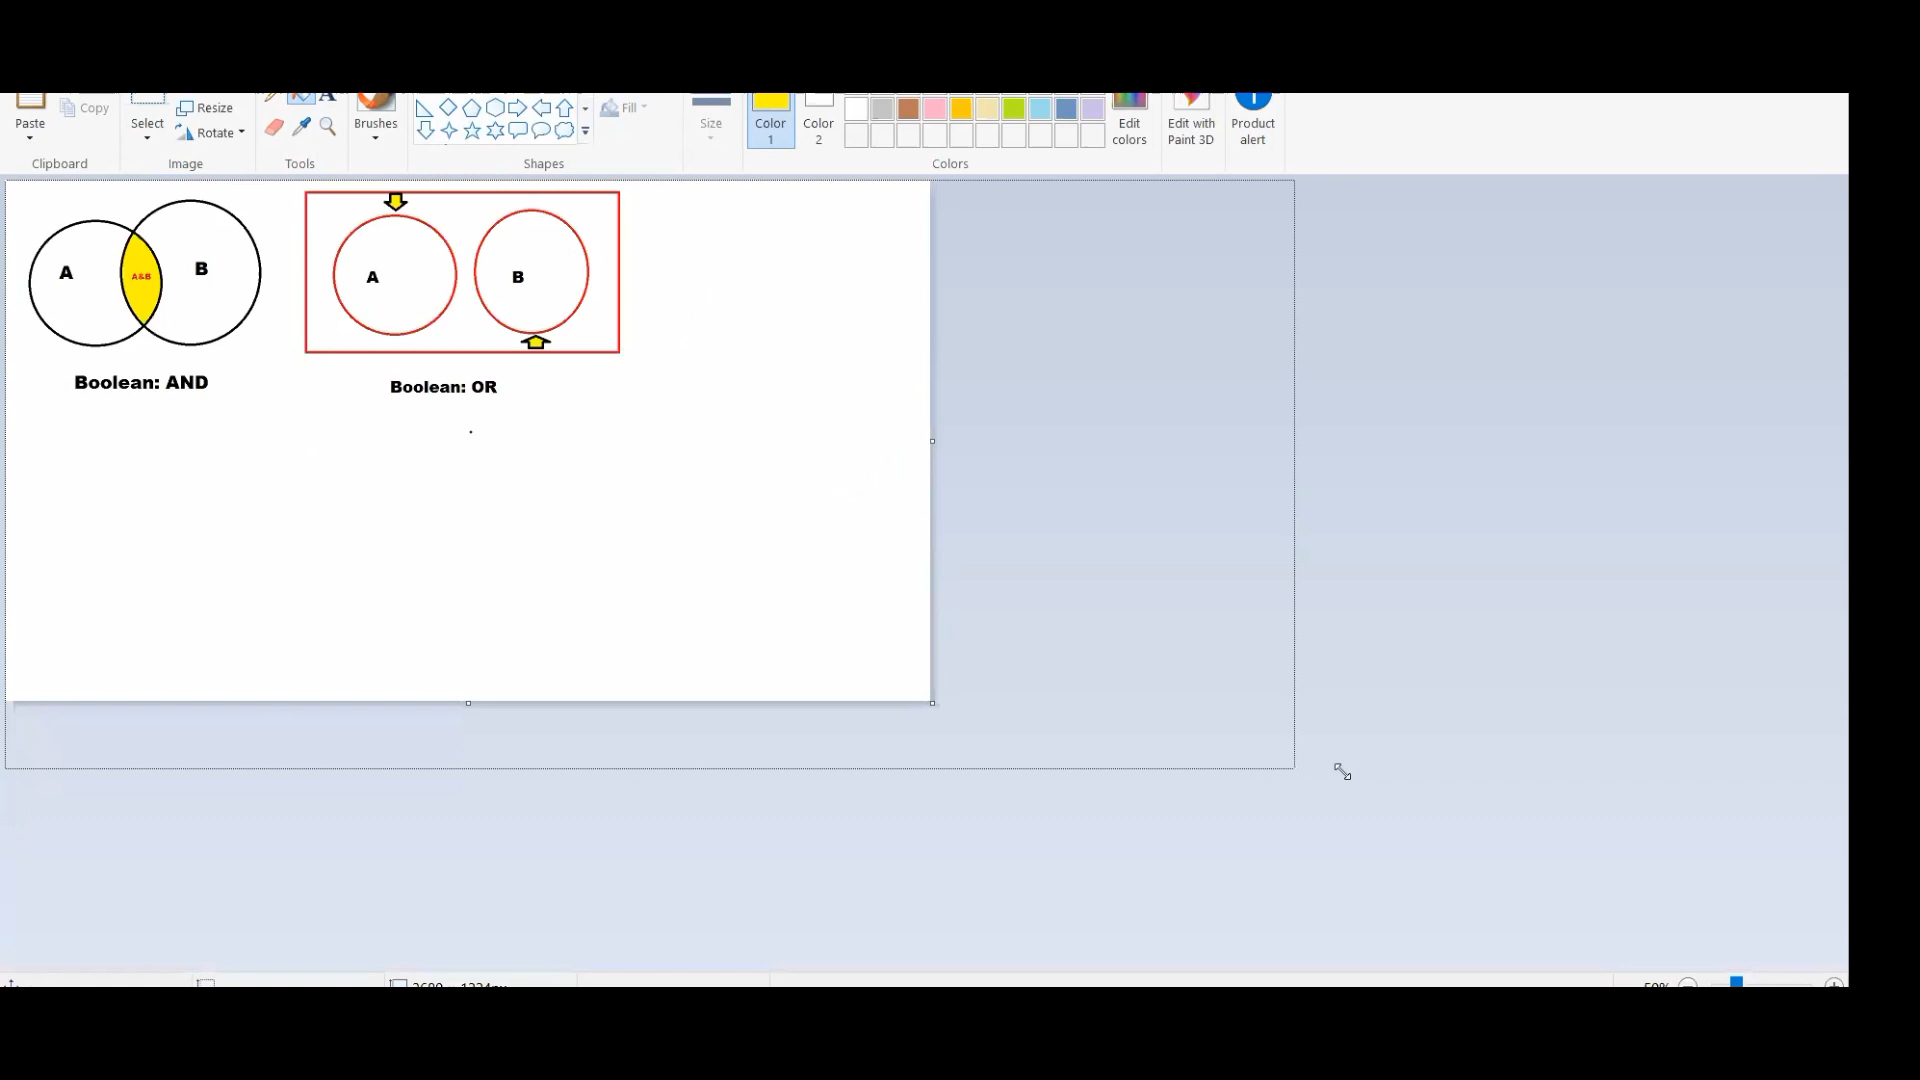 Paste
Copy
Select
Resize
Rotate
Brushes
Fill
Size
Color
1
Color
2
Edit
colors
Edit with
Paint 3D
Product
alert
Clipboard
Image
Tools
Shapes
Colors
A
A&B
B
A
B
Boolean: AND
Boolean: OR